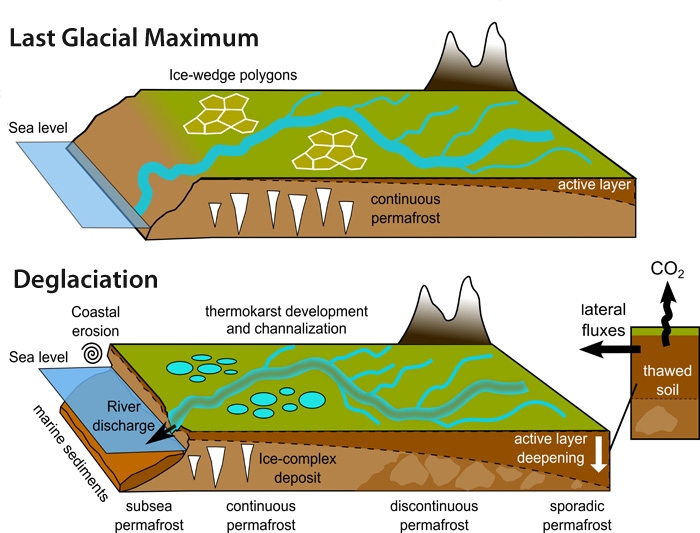 Last Glacial Maximum
Ice-wedge polygons
Sea level
active layer
continuous
permafrost
Deglaciation
CO2
Coastal
erosion
thermokarst development
and channalization
lateral
fluxes
Sea level
thawed
soil
River
discharge
marine sediments
active layer
deepening
Ice-complex
deposit
subsea
permafrost
continuous
permafrost
discontinuous
permafrost
sporadic
permafrost